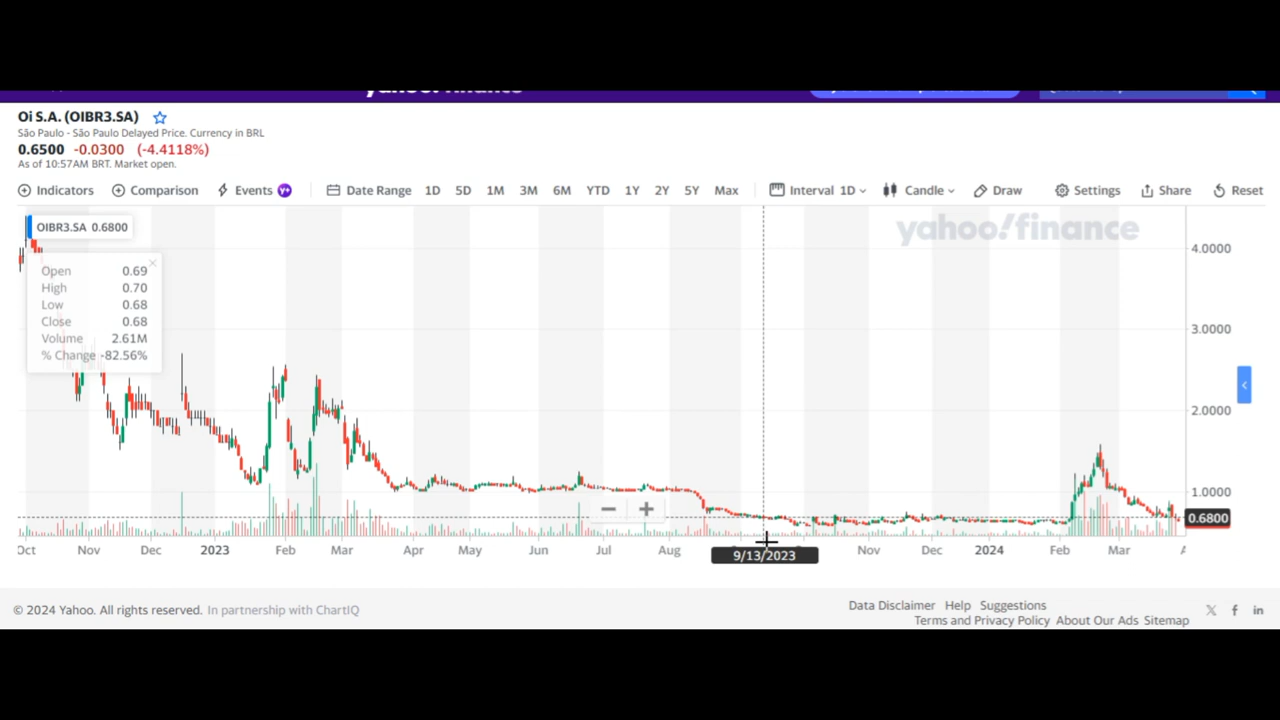 yahoo! finance
Oi S.A. (OIBR3.SA)
São Paulo - São Paulo Delayed Price. Currency in BRL
0.6500 -0.0300 (-4.4118%)
As of 10:57AM BRT. Market open.
Indicators Comparison Events Y+ Date Range 1D 5D 1M 3M 6M YTD 1Y 2Y 5Y Max Interval 1D Candle Draw Settings Share Reset
OIBR3.SA 0.6800
yahoo!finance
Open 0.69
High 0.70
Low 0.68
Close 0.68
Volume 2.61M
% Change -82.56%
4.0000
3.0000
2.0000
1.0000
0.6800
Oct Nov Dec 2023 Feb Mar Apr May Jun Jul Aug Nov Dec 2024 Feb Mar A
9/13/2023
© 2024 Yahoo. All rights reserved. In partnership with ChartIQ
Data Disclaimer Help Suggestions
Terms and Privacy Policy About Our Ads Sitemap